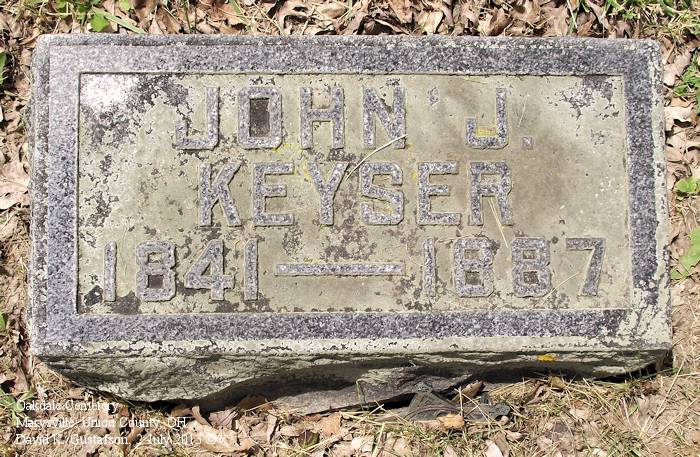 JOHN J.
KEYSER
1841 — 1887
Oakdale Cemetery
Marysville, Union County, OH
David K. Gustafson, 2 July 2013 ©